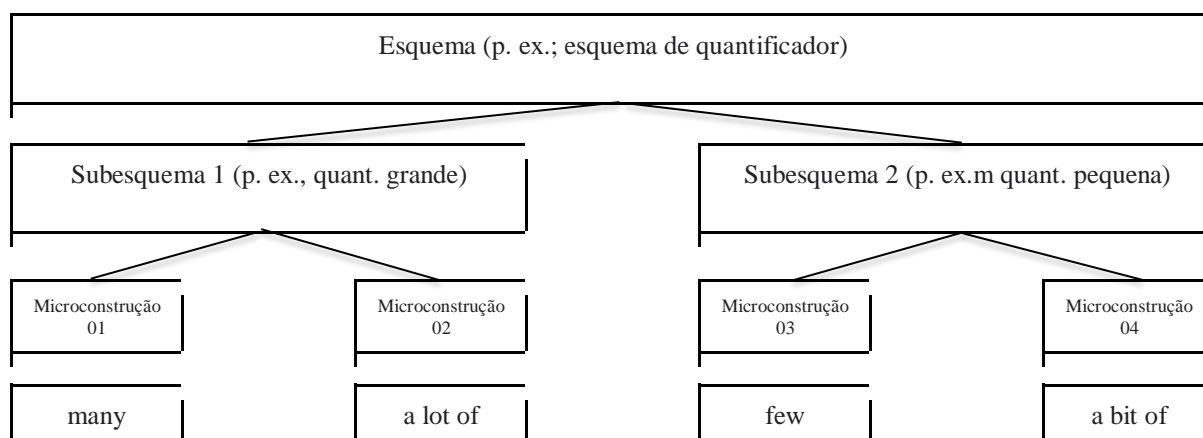 Esquema (p. ex.; esquema de quantificador)
Subesquema 1 (p. ex., quant. grande)
Subesquema 2 (p. ex.m quant. pequena)
Microconstrução
01
Microconstrução
02
Microconstrução
03
Microconstrução
04
many
a lot of
few
a bit of